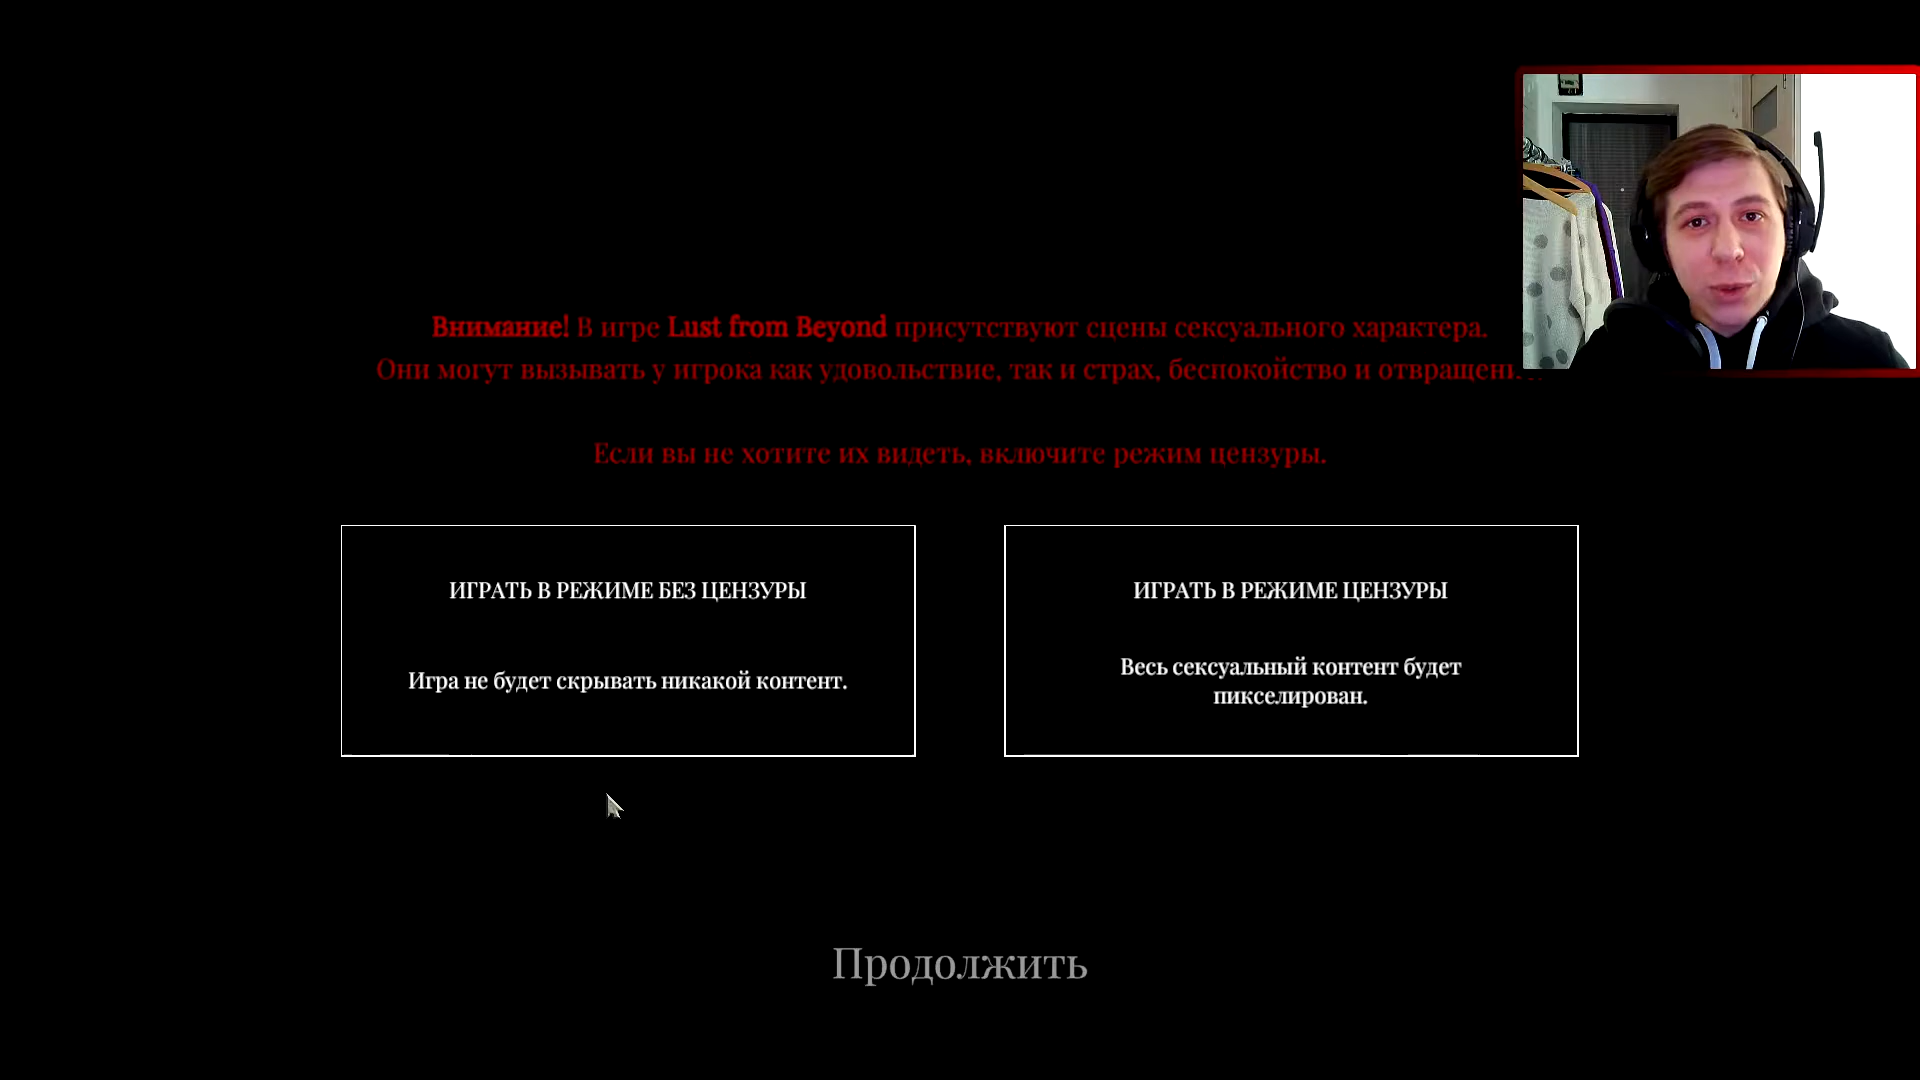 Внимание! В игре Lust from Beyond присутствуют сцены сексуального характера.
Они могут вызывать у игрока как удовольствие, так и страх, беспокойство и
Если вы не хотите их видеть, включите режим цензуры.
ИГРАТЬ В РЕЖИМЕ БЕЗ ЦЕНЗУРЫ
Игра не будет скрывать никакой контент.
ИГРАТЬ В РЕЖИМЕ ЦЕНЗУРЫ
Весь сексуальный контент будет
пикселирован.
Продолжить